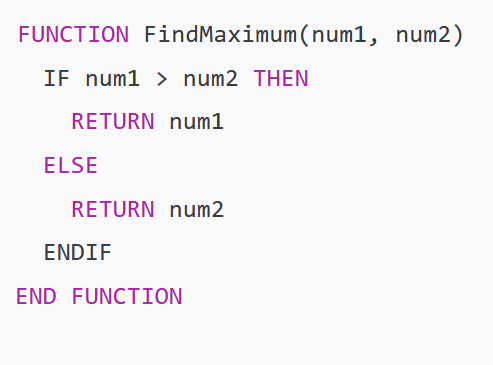 FUNCTION FindMaximum(num1, num2)
IF num1 > num2 THEN
RETURN num1
ELSE
RETURN num2
ENDIF
END FUNCTION